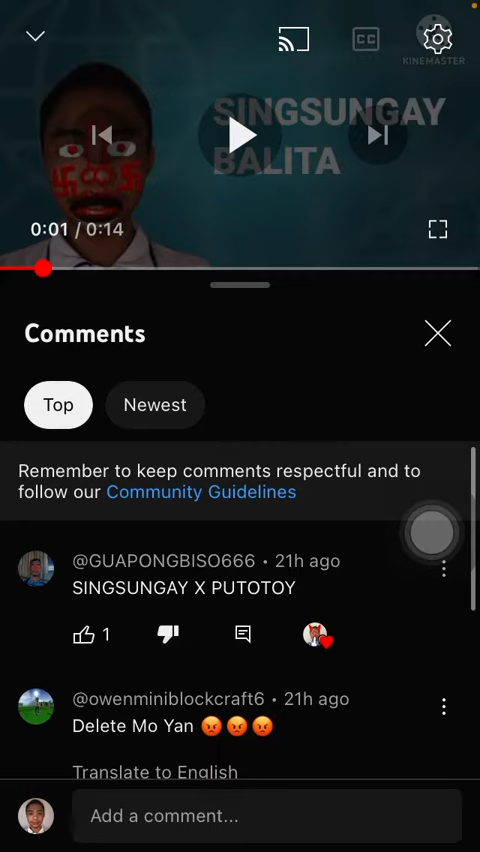 CC
KINEMASTER
SINGSUNGAY
BALITA
0:01 / 0:14
Comments
Top
Newest
Remember to keep comments respectful and to
follow our Community Guidelines
@GUAPONGBISO666 • 21h ago
SINGSUNGAY X PUTOTOY
1
@owenminiblockcraft6 • 21h ago
Delete Mo Yan 😡😡😡
Translate to English
Add a comment...